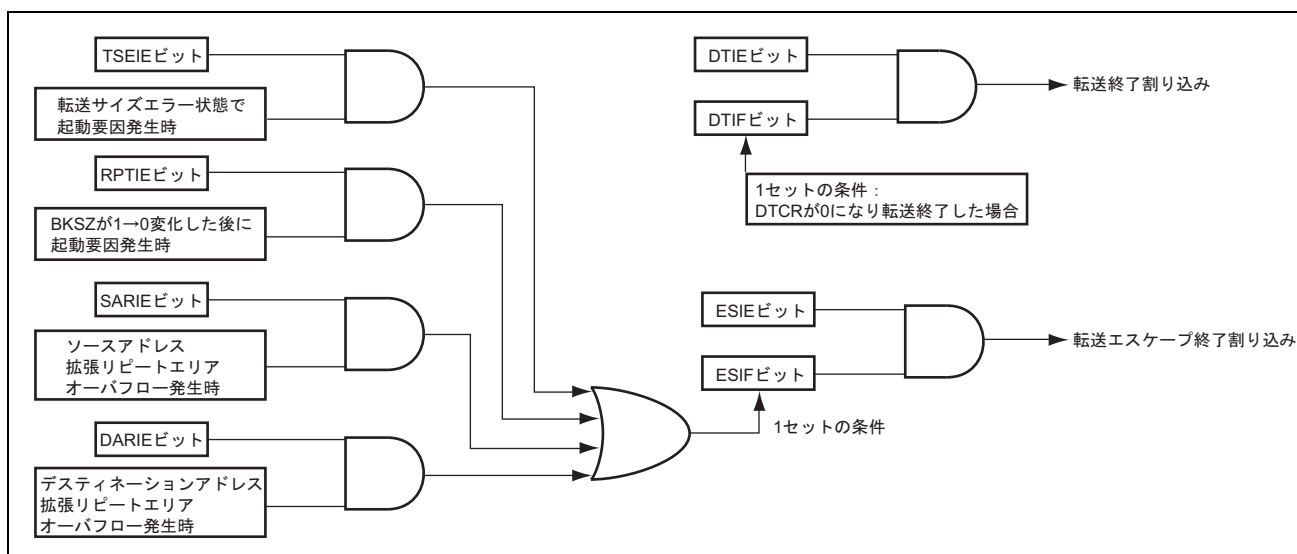 TSEIEビット
転送サイズエラー状態で
起動要因発生時
RPTIEビット
BKSZが1→0変化した後に
起動要因発生時
SARIEビット
ソースアドレス
拡張リピートエリア
オーバフロー発生時
DARIEビット
デスティネーションアドレス
拡張リピートエリア
オーバフロー発生時
DTIEビット
DTIFビット
転送終了割り込み
1セットの条件：
DTCRが0になり転送終了した場合
ESIEビット
ESIFビット
転送エスケープ終了割り込み
1セットの条件